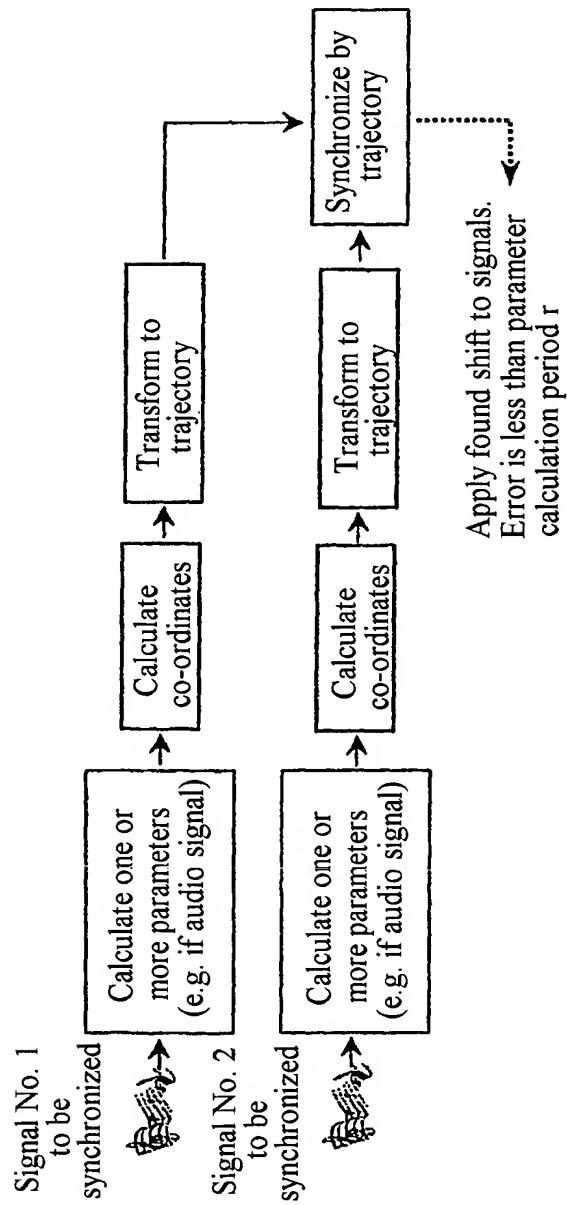 Signal No. 1
to be
synchronized
Calculate one or
more parameters
(e.g. if audio signal)
Calculate
co-ordinates
Transform to
trajectory
Signal No. 2
to be
synchronized
Calculate one or
more parameters
(e.g. if audio signal)
Calculate
co-ordinates
Transform to
trajectory
Synchronize by
trajectory
Apply found shift to signals.
Error is less than parameter
calculation period r